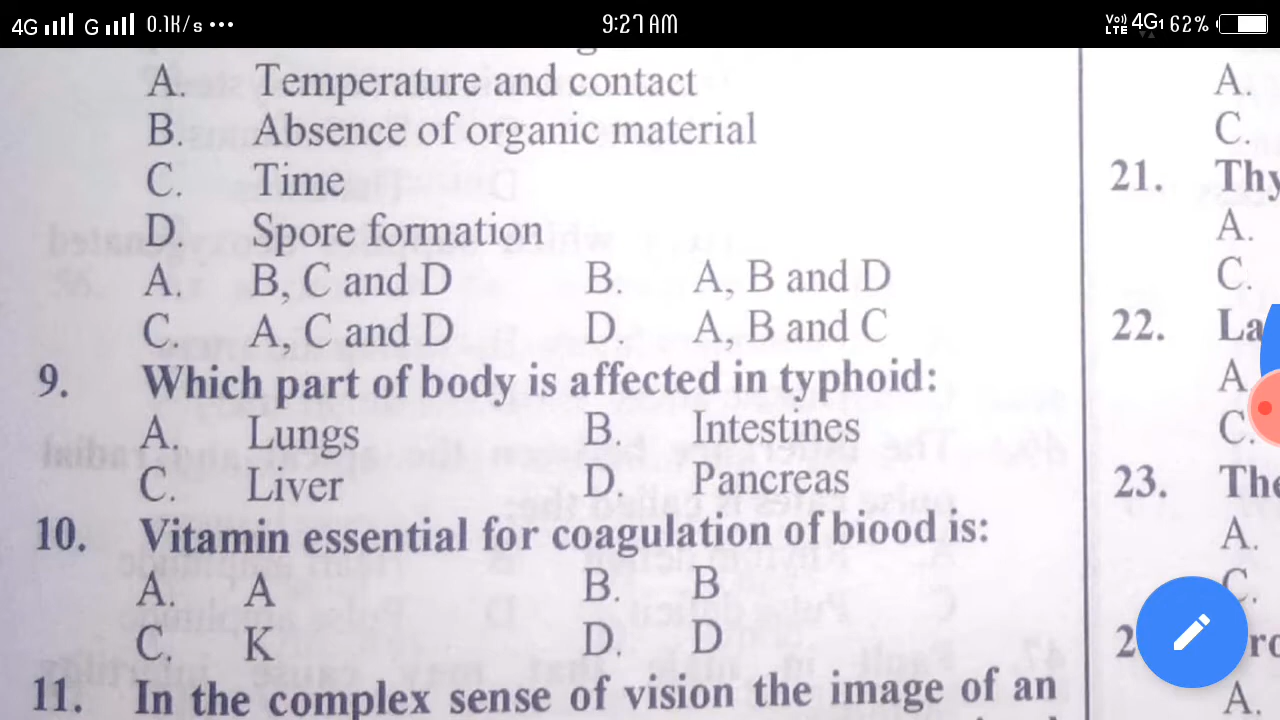 4G G 0.1K/s ••• 9:27 AM Vo)) LTE 4G1 62%
A. Temperature and contact
B. Absence of organic material
C. Time
D. Spore formation
A. B, C and D B. A, B and D
C. A, C and D D. A, B and C
9. Which part of body is affected in typhoid:
A. Lungs B. Intestines
C. Liver D. Pancreas
10. Vitamin essential for coagulation of biood is:
A. A B. B
C. K D. D
11. In the complex sense of vision the image of an
A.
C.
21. Thy
A.
C.
22. La
A.
C.
23. The
A.
C.
A.